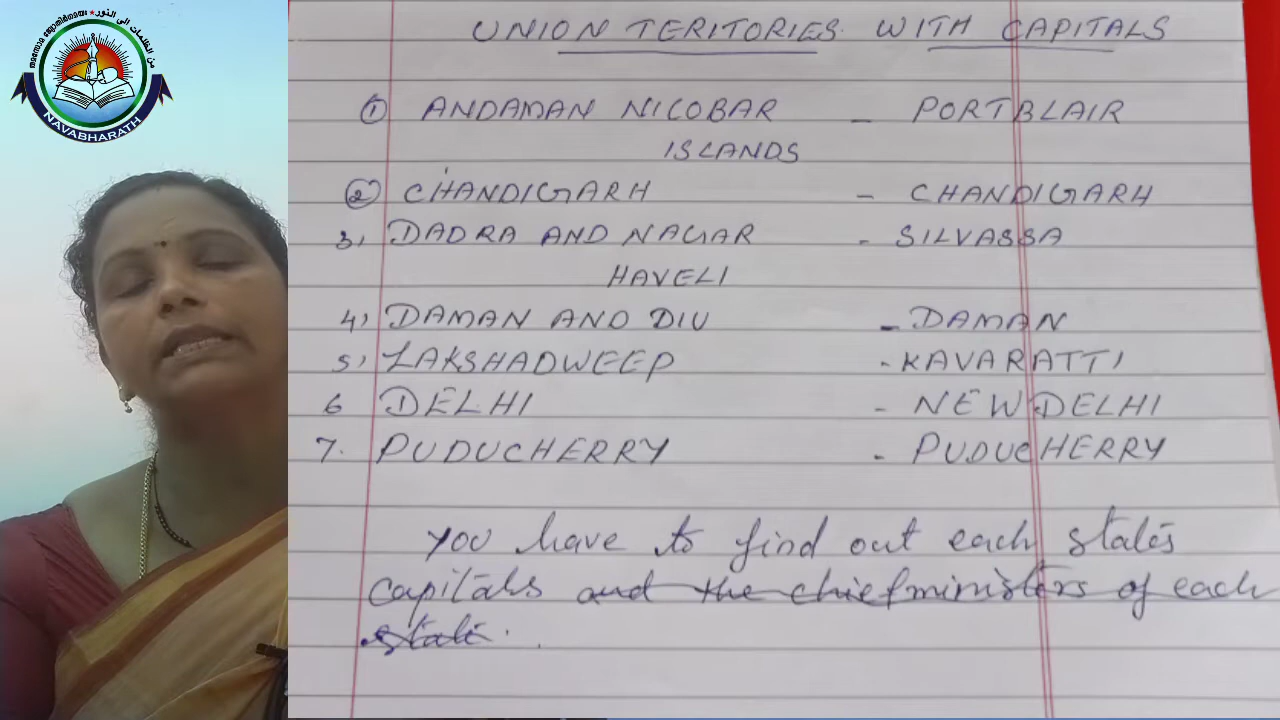 NAVABHARATH
UNION TERITORIES WITH CAPITALS
① ANDAMAN NICOBAR - PORTBLAIR
ISLANDS
② CHANDIGARH - CHANDIGARH
3, DADRA AND NAGAR - SILVASSA
HAVELI
4, DAMAN AND DIU - DAMAN
5, LAKSHADWEEP - KAVARATTI
6 DELHI - NEW DELHI
7. PUDUCHERRY - PUDUCHERRY
You have to find out each states
capitals and the chiefministers of each
state.